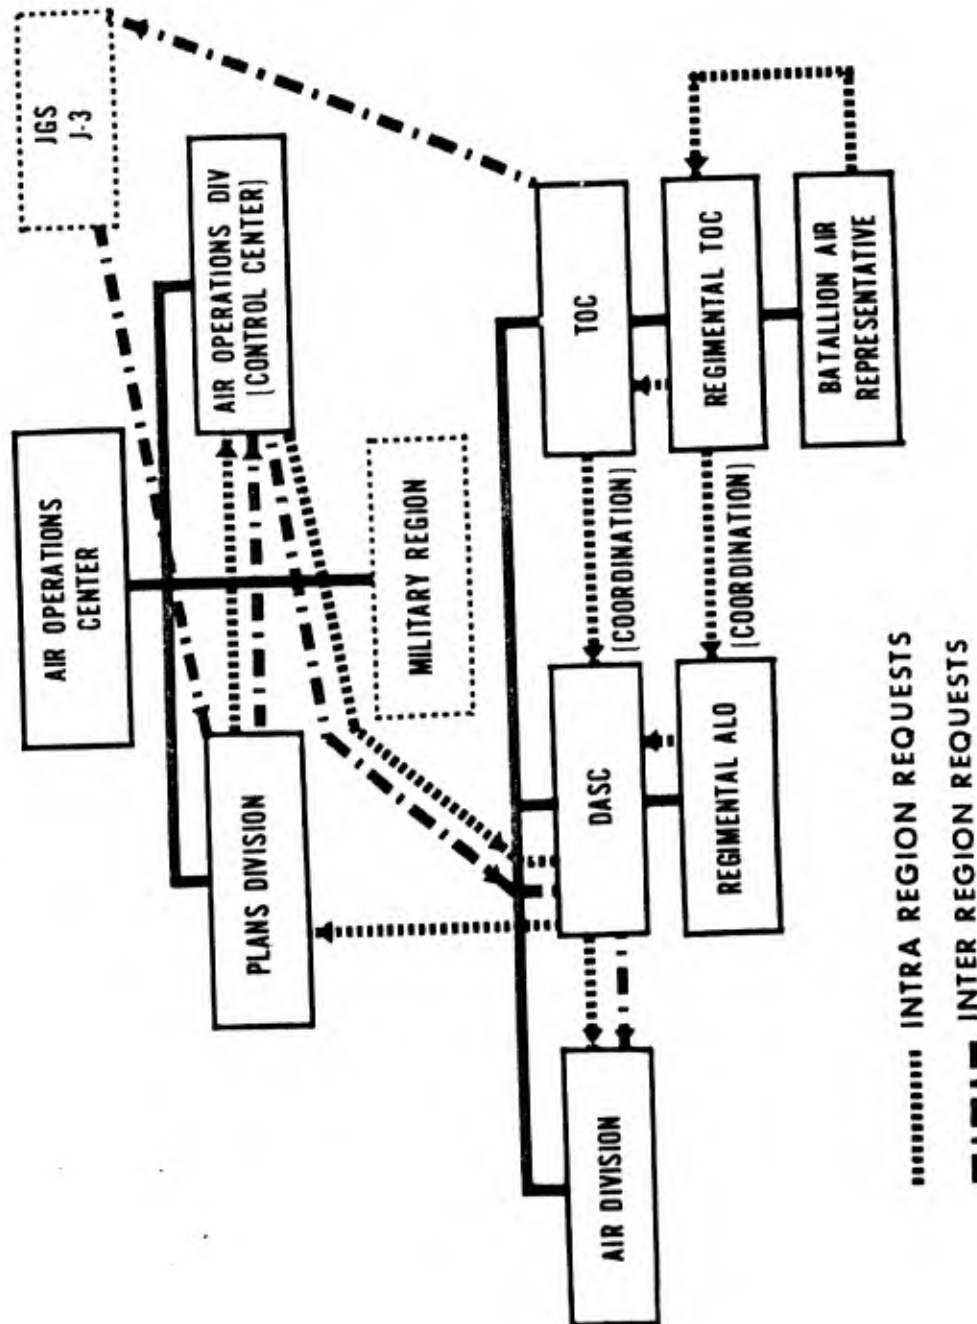 JGS
J-3
AIR OPERATIONS
CENTER
PLANS DIVISION
AIR OPERATIONS DIV
[CONTROL CENTER]
MILITARY REGION
AIR DIVISION
DASC
[COORDINATION]
TOC
REGIMENTAL ALO
[COORDINATION]
REGIMENTAL TOC
BATALLION AIR
REPRESENTATIVE
INTRA REGION REQUESTS
INTER REGION REQUESTS